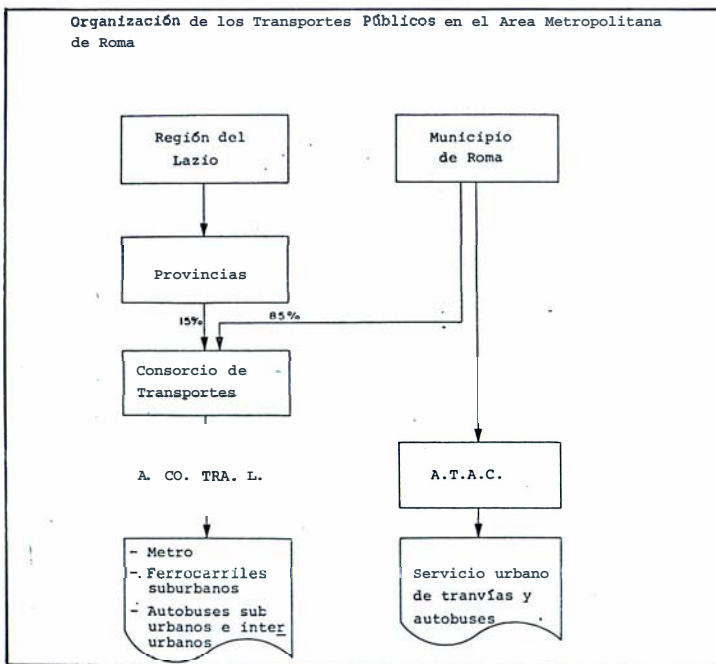 Organización de los Transportes Públicos en el Area Metropolitana
de Roma
Región del
Lazio
Municipio
de Roma
Provincias
15%
85%
Consorcio de
Transportes
A. CO. TRA. L.
A.T.A.C.
- Metro
- Ferrocarriles
suburbanos
- Autobuses sub
urbanos e inter
urbanos
Servicio urbano
de tranvías y
autobuses